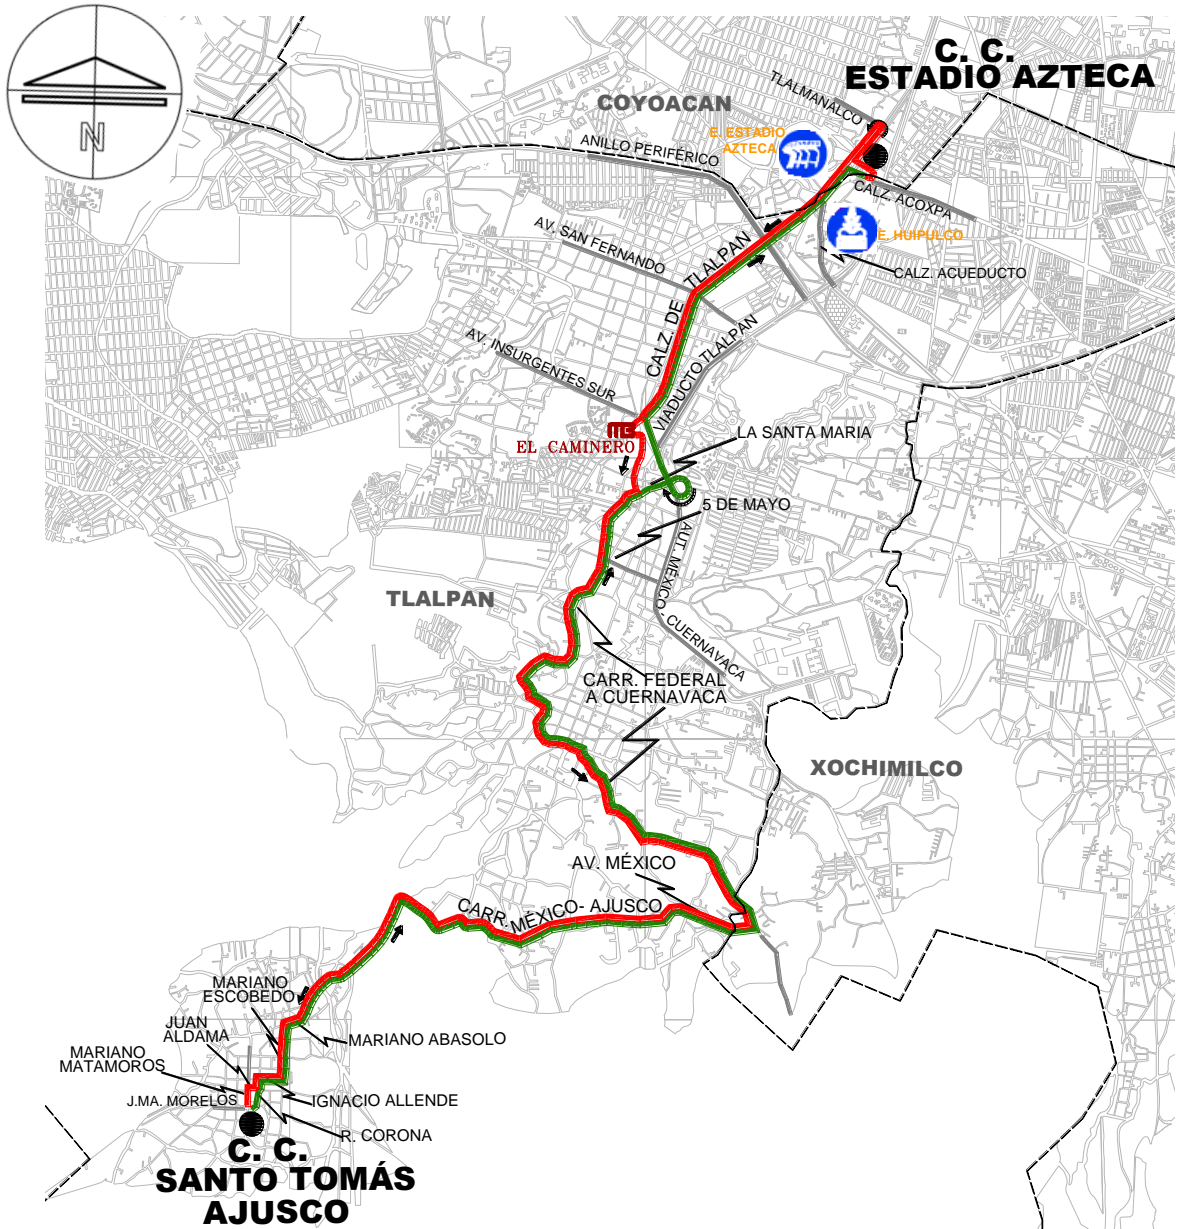 N
C. C.
ESTADIO AZTECA
TLALMANALCO
COYOACAN
E. ESTADIO
AZTECA
ANILLO PERIFÉRICO
CALZ. ACOXPA
E. HUIPULCO
AV. SAN FERNANDO
CALZ. ACUEDUCTO
CALZ. DE TLALPAN
VIADUCTO TLALPAN
AV. INSURGENTES SUR
MB
EL CAMINERO
LA SANTA MARIA
5 DE MAYO
AUT. MÉXICO - CUERNAVACA
TLALPAN
CARR. FEDERAL
A CUERNAVACA
XOCHIMILCO
AV. MÉXICO
CARR. MÉXICO- AJUSCO
MARIANO
ESCOBEDO
JUAN
ALDAMA
MARIANO ABASOLO
MARIANO
MATAMOROS
J.MA. MORELOS
IGNACIO ALLENDE
R. CORONA
C. C.
SANTO TOMÁS
AJUSCO